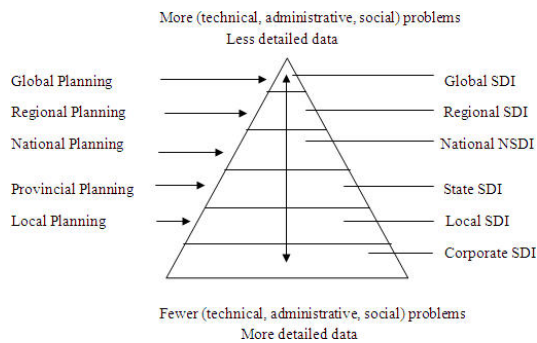 More (technical, administrative, social) problems
Less detailed data
Global Planning
Global SDI
Regional Planning
Regional SDI
National Planning
National NSDI
Provincial Planning
State SDI
Local Planning
Local SDI
Corporate SDI
Fewer (technical, administrative, social) problems
More detailed data